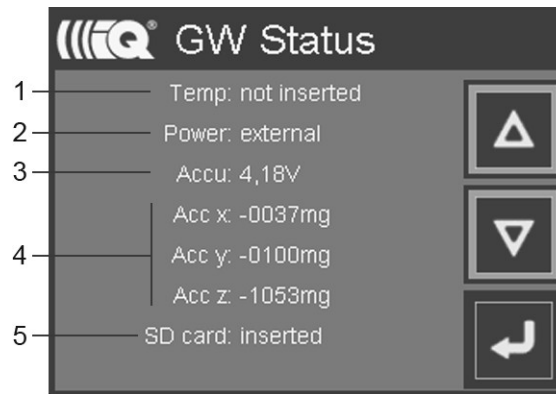 IQ® GW Status
1 Temp: not inserted
2 Power: external
3 Accu: 4,18V
Acc x: -0037mg
4 Acc y: -0100mg
Acc z: -1053mg
5 SD card: inserted